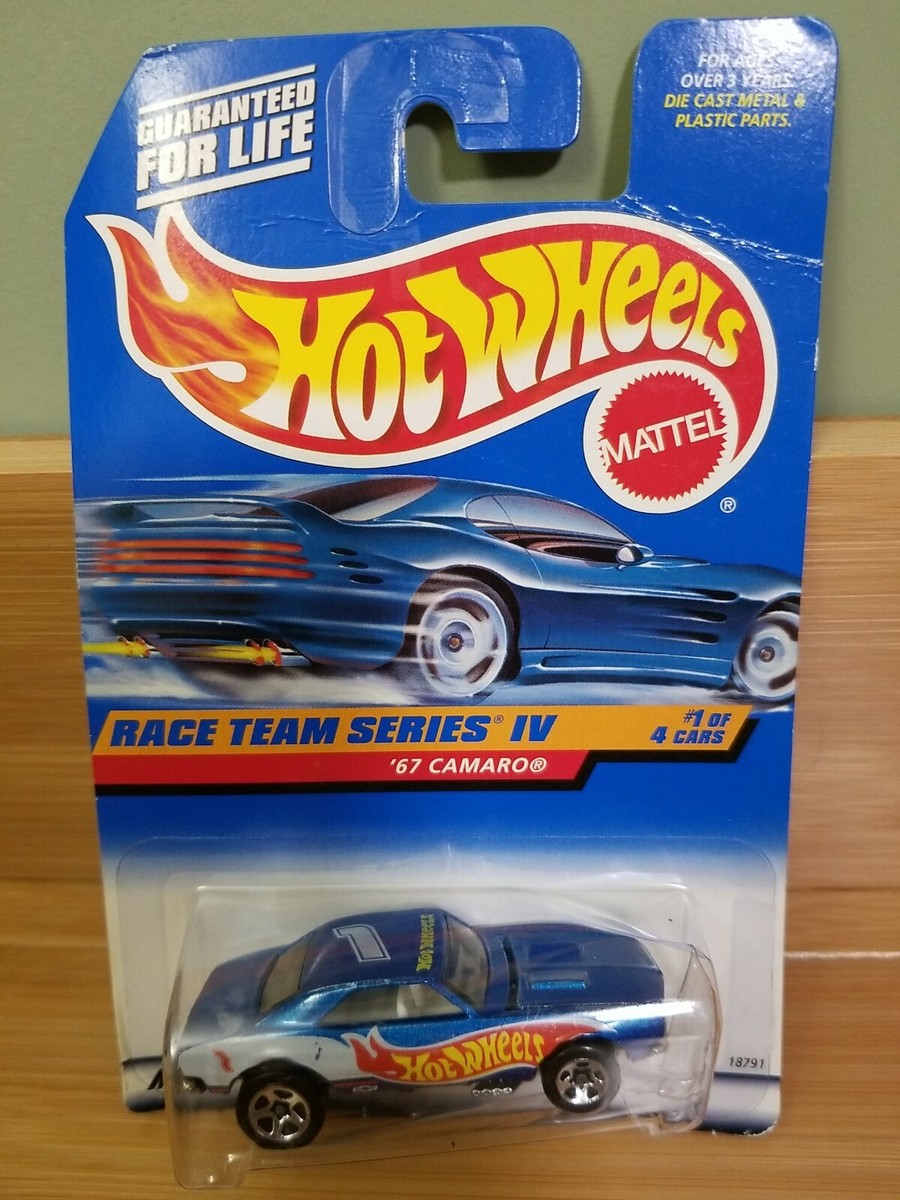 GUARANTEED
FOR LIFE
FOR AGES
OVER 3 YEARS.
DIE CAST METAL &
PLASTIC PARTS.
HOT WHEELS
MATTEL
®
RACE TEAM SERIES® IV
#1 OF
4 CARS
'67 CAMARO®
1
HOT WHEELS
HOT WHEELS
18791